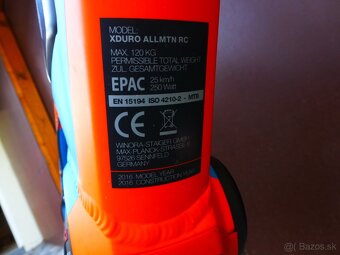 MODEL:
XDURO ALLMTN RC
MAX. 120 KG
PERMISSIBLE TOTAL WEIGHT
ZUL. GESAMTGEWICHT
EPAC 25 km/h
250 Watt
EN 15194 ISO 4210-2 - MTB
CE
WINORA-STAIGER GMBH
MAX-PLANCK-STRASSE
97526 SENNFELD
GERMANY
2016 MODEL YEAR
2016 CONSTRUCTION YEAR
Bazos.sk